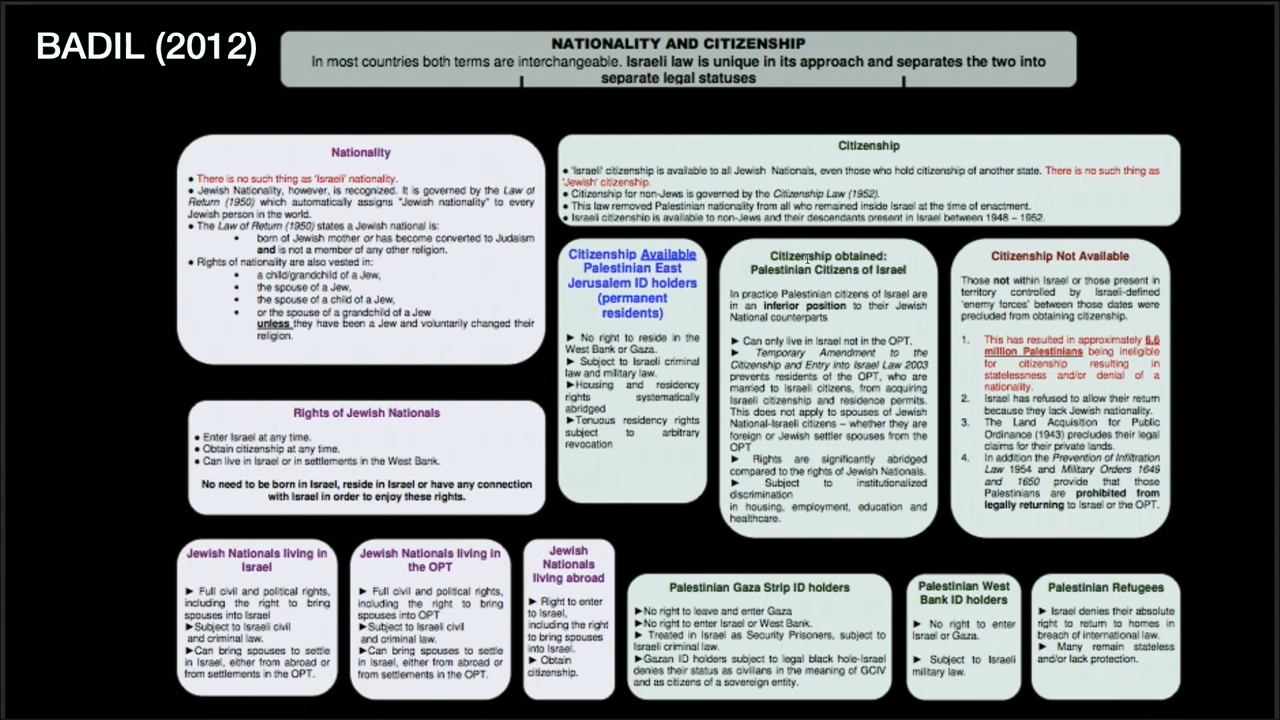 BADIL (2012)
NATIONALITY AND CITIZENSHIP
In most countries both terms are interchangeable. Israeli law is unique in its approach and separates the two into
separate legal statuses
Nationality
● There is no such thing as 'Israeli' nationality.
● Jewish Nationality, however, is recognized. It is governed by the Law of
Return (1950) which automatically assigns "Jewish nationality" to every
Jewish person in the world.
● The Law of Return (1950) states a Jewish national is:
● born of Jewish mother or has become converted to Judaism
and is not a member of any other religion.
● Rights of nationality are also vested in:
● a child/grandchild of a Jew,
● the spouse of a Jew,
● the spouse of a child of a Jew,
● or the spouse of a grandchild of a Jew
unless they have been a Jew and voluntarily changed their
religion.
Citizenship
● 'Israeli' citizenship is available to all Jewish Nationals, even those who hold citizenship of another state. There is no such thing as
'Jewish' citizenship.
● Citizenship for non-Jews is governed by the Citizenship Law (1952).
● This law removed Palestinian nationality from all who remained inside Israel at the time of enactment.
● Israeli citizenship is available to non-Jews and their descendants present in Israel between 1948 – 1952.
Citizenship Available
Palestinian East
Jerusalem ID holders
(permanent
residents)
► No right to reside in the
West Bank or Gaza.
► Subject to Israeli criminal
law and military law.
►Housing and residency
rights systematically
abridged
►Tenuous residency rights
subject to arbitrary
revocation
Citizenship obtained:
Palestinian Citizens of Israel
In practice Palestinian citizens of Israel are
in an inferior position to their Jewish
National counterparts
► Can only live in Israel not in the OPT.
► Temporary Amendment to the
Citizenship and Entry into Israel Law 2003
prevents residents of the OPT, who are
married to Israeli citizens, from acquiring
Israeli citizenship and residence permits.
This does not apply to spouses of Jewish
National-Israeli citizens – whether they are
foreign or Jewish settler spouses from the
OPT
► Rights are significantly abridged
compared to the rights of Jewish Nationals.
► Subject to institutionalized
discrimination
in housing, employment, education and
healthcare.
Citizenship Not Available
Those not within Israel or those present in
territory controlled by Israeli-defined
'enemy forces' between those dates were
precluded from obtaining citizenship.
1. This has resulted in approximately 6.6
million Palestinians being ineligible
for citizenship resulting in
statelessness and/or denial of a
nationality.
2. Israel has refused to allow their return
because they lack Jewish nationality.
3. The Land Acquisition for Public
Ordinance (1943) precludes their legal
claims for their private lands.
4. In addition the Prevention of Infiltration
Law 1954 and Military Orders 1649
and 1650 provide that those
Palestinians are prohibited from
legally returning to Israel or the OPT.
Rights of Jewish Nationals
● Enter Israel at any time.
● Obtain citizenship at any time.
● Can live in Israel or in settlements in the West Bank.
No need to be born in Israel, reside in Israel or have any connection
with Israel in order to enjoy these rights.
Jewish Nationals living in
Israel
► Full civil and political rights,
including the right to bring
spouses into Israel
►Subject to Israeli civil
and criminal law.
►Can bring spouses to settle
in Israel, either from abroad or
from settlements in the OPT.
Jewish Nationals living in
the OPT
► Full civil and political rights,
including the right to bring
spouses into OPT
►Subject to Israeli civil
and criminal law.
►Can bring spouses to settle
in Israel, either from abroad or
from settlements in the OPT.
Jewish
Nationals
living abroad
► Right to enter
to Israel,
including the right
to bring spouses
into Israel.
► Obtain
citizenship.
Palestinian Gaza Strip ID holders
►No right to leave and enter Gaza
►No right to enter Israel or West Bank.
► Treated in Israel as Security Prisoners, subject to
Israeli criminal law.
►Gazan ID holders subject to legal black hole-Israel
denies their status as civilians in the meaning of GCIV
and as citizens of a sovereign entity.
Palestinian West
Bank ID holders
► No right to enter
Israel or Gaza.
► Subject to Israeli
military law.
Palestinian Refugees
► Israel denies their absolute
right to return to homes in
breach of international law.
► Many remain stateless
and/or lack protection.